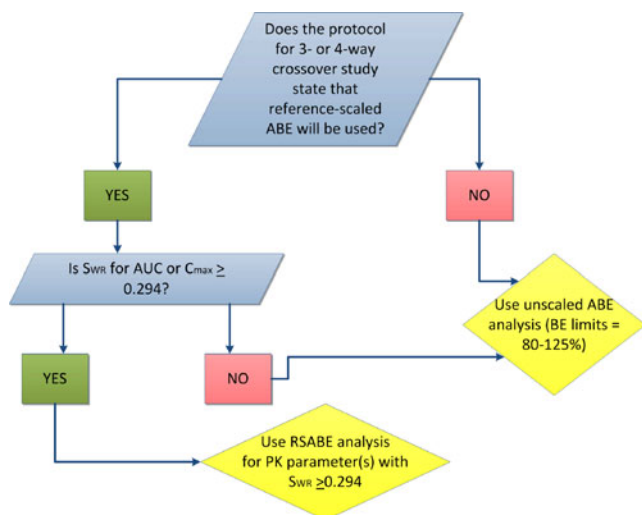 Does the protocol
for 3- or 4-way
crossover study
state that
reference-scaled
ABE will be used?
YES
NO
Is SWR for AUC or Cmax ≥
0.294?
Use unscaled ABE
analysis (BE limits =
80-125%)
YES
NO
Use RSABE analysis
for PK parameter(s) with
SWR ≥0.294